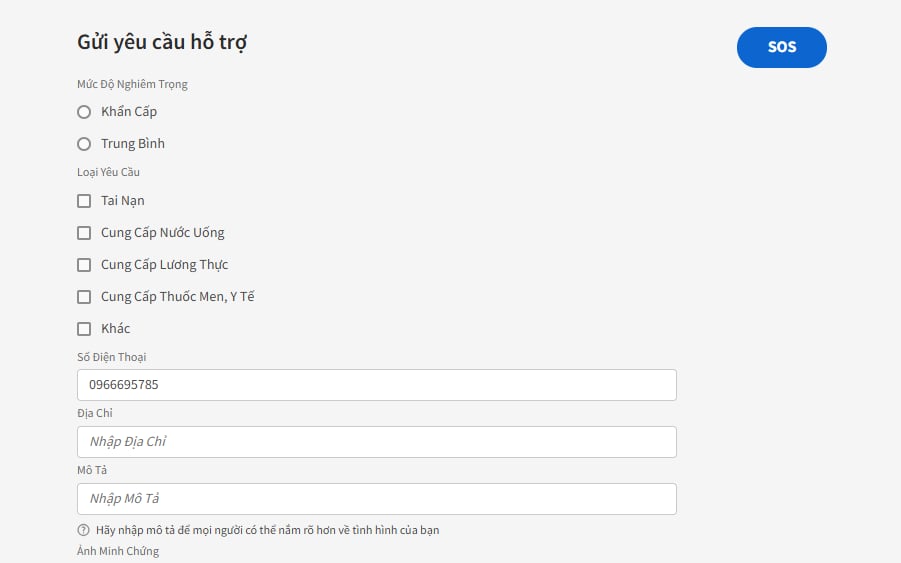 Gửi yêu cầu hỗ trợ
SOS
Mức Độ Nghiêm Trọng
Khẩn Cấp
Trung Bình
Loại Yêu Cầu
Tai Nạn
Cung Cấp Nước Uống
Cung Cấp Lương Thực
Cung Cấp Thuốc Men, Y Tế
Khác
Số Điện Thoại
0966695785
Địa Chỉ
Nhập Địa Chỉ
Mô Tả
Nhập Mô Tả
Hãy nhập mô tả để mọi người có thể nắm rõ hơn về tình hình của bạn
Ảnh Minh Chứng